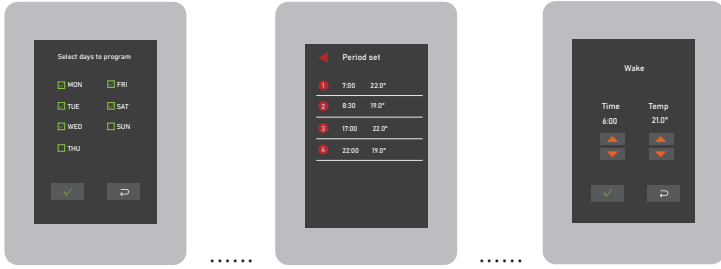 Select days to program
MON FRI
TUE SAT
WED SUN
THU
Period set
1 7:00 22.0°
2 8:30 19.0°
3 17:00 22.0°
4 22:00 19.0°
Wake
Time Temp
6:00 21.0°
...... ......